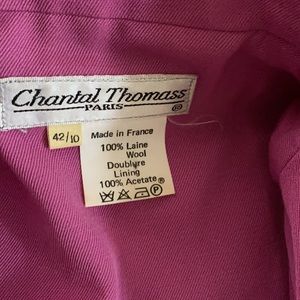 Chantal Thomass
PARIS ®
42/10
Made in France
100% Laine
Wool
Doublure
Lining
100% Acetate®
P